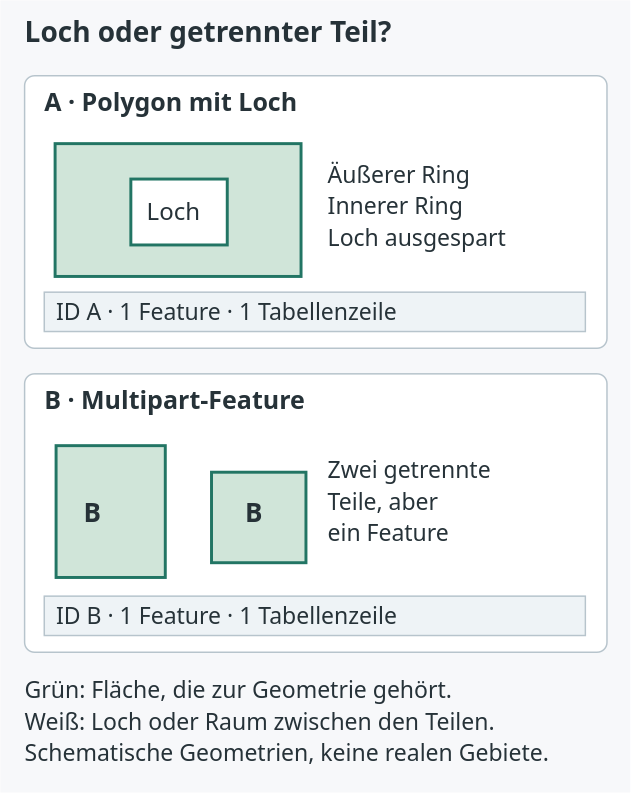 Loch oder getrennter Teil?
A · Polygon mit Loch
Loch
Äußerer Ring
Innerer Ring
Loch ausgespart
ID A · 1 Feature · 1 Tabellenzeile
B · Multipart-Feature
B
B
Zwei getrennte
Teile, aber
ein Feature
ID B · 1 Feature · 1 Tabellenzeile
Grün: Fläche, die zur Geometrie gehört.
Weiß: Loch oder Raum zwischen den Teilen.
Schematische Geometrien, keine realen Gebiete.